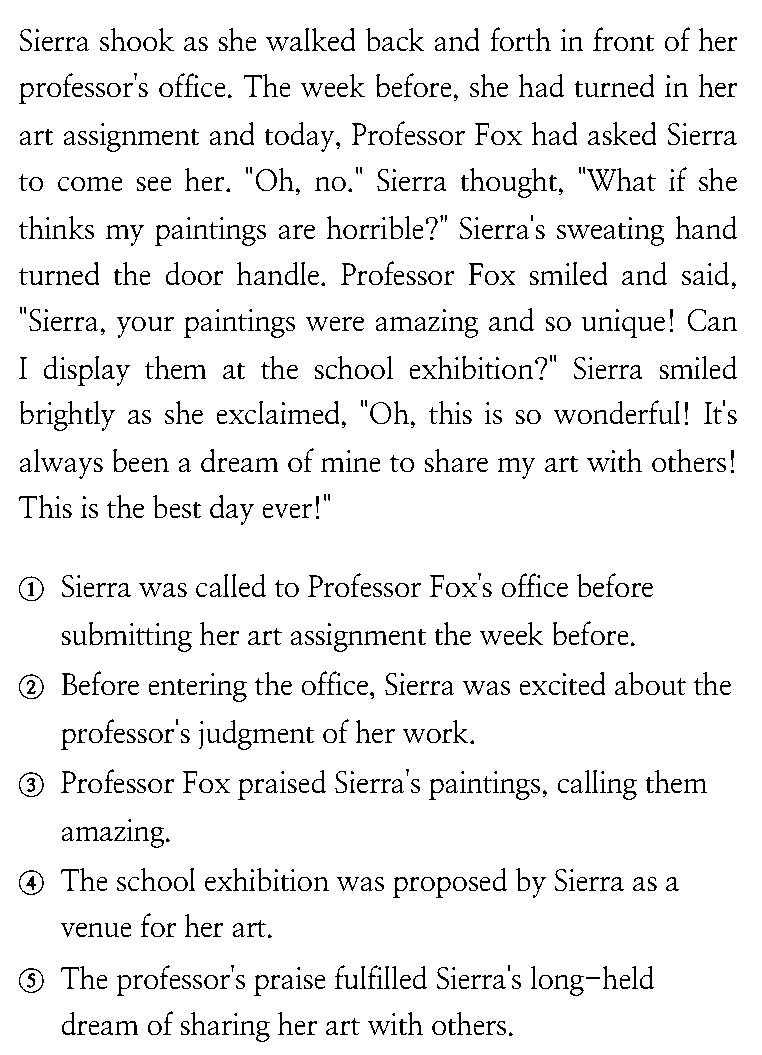 Sierra shook as she walked back and forth in front of her
professor's office. The week before, she had turned in her
art assignment and today, Professor Fox had asked Sierra
to come see her. "Oh, no." Sierra thought, "What if she
thinks my paintings are horrible?" Sierra's sweating hand
turned the door handle. Professor Fox smiled and said,
"Sierra, your paintings were amazing and so unique! Can
I display them at the school exhibition?" Sierra smiled
brightly as she exclaimed, "Oh, this is so wonderful! It's
always been a dream of mine to share my art with others!
This is the best day ever!"
① Sierra was called to Professor Fox's office before
submitting her art assignment the week before.
② Before entering the office, Sierra was excited about the
professor's judgment of her work.
③ Professor Fox praised Sierra's paintings, calling them
amazing.
④ The school exhibition was proposed by Sierra as a
venue for her art.
⑤ The professor's praise fulfilled Sierra's long-held
dream of sharing her art with others.